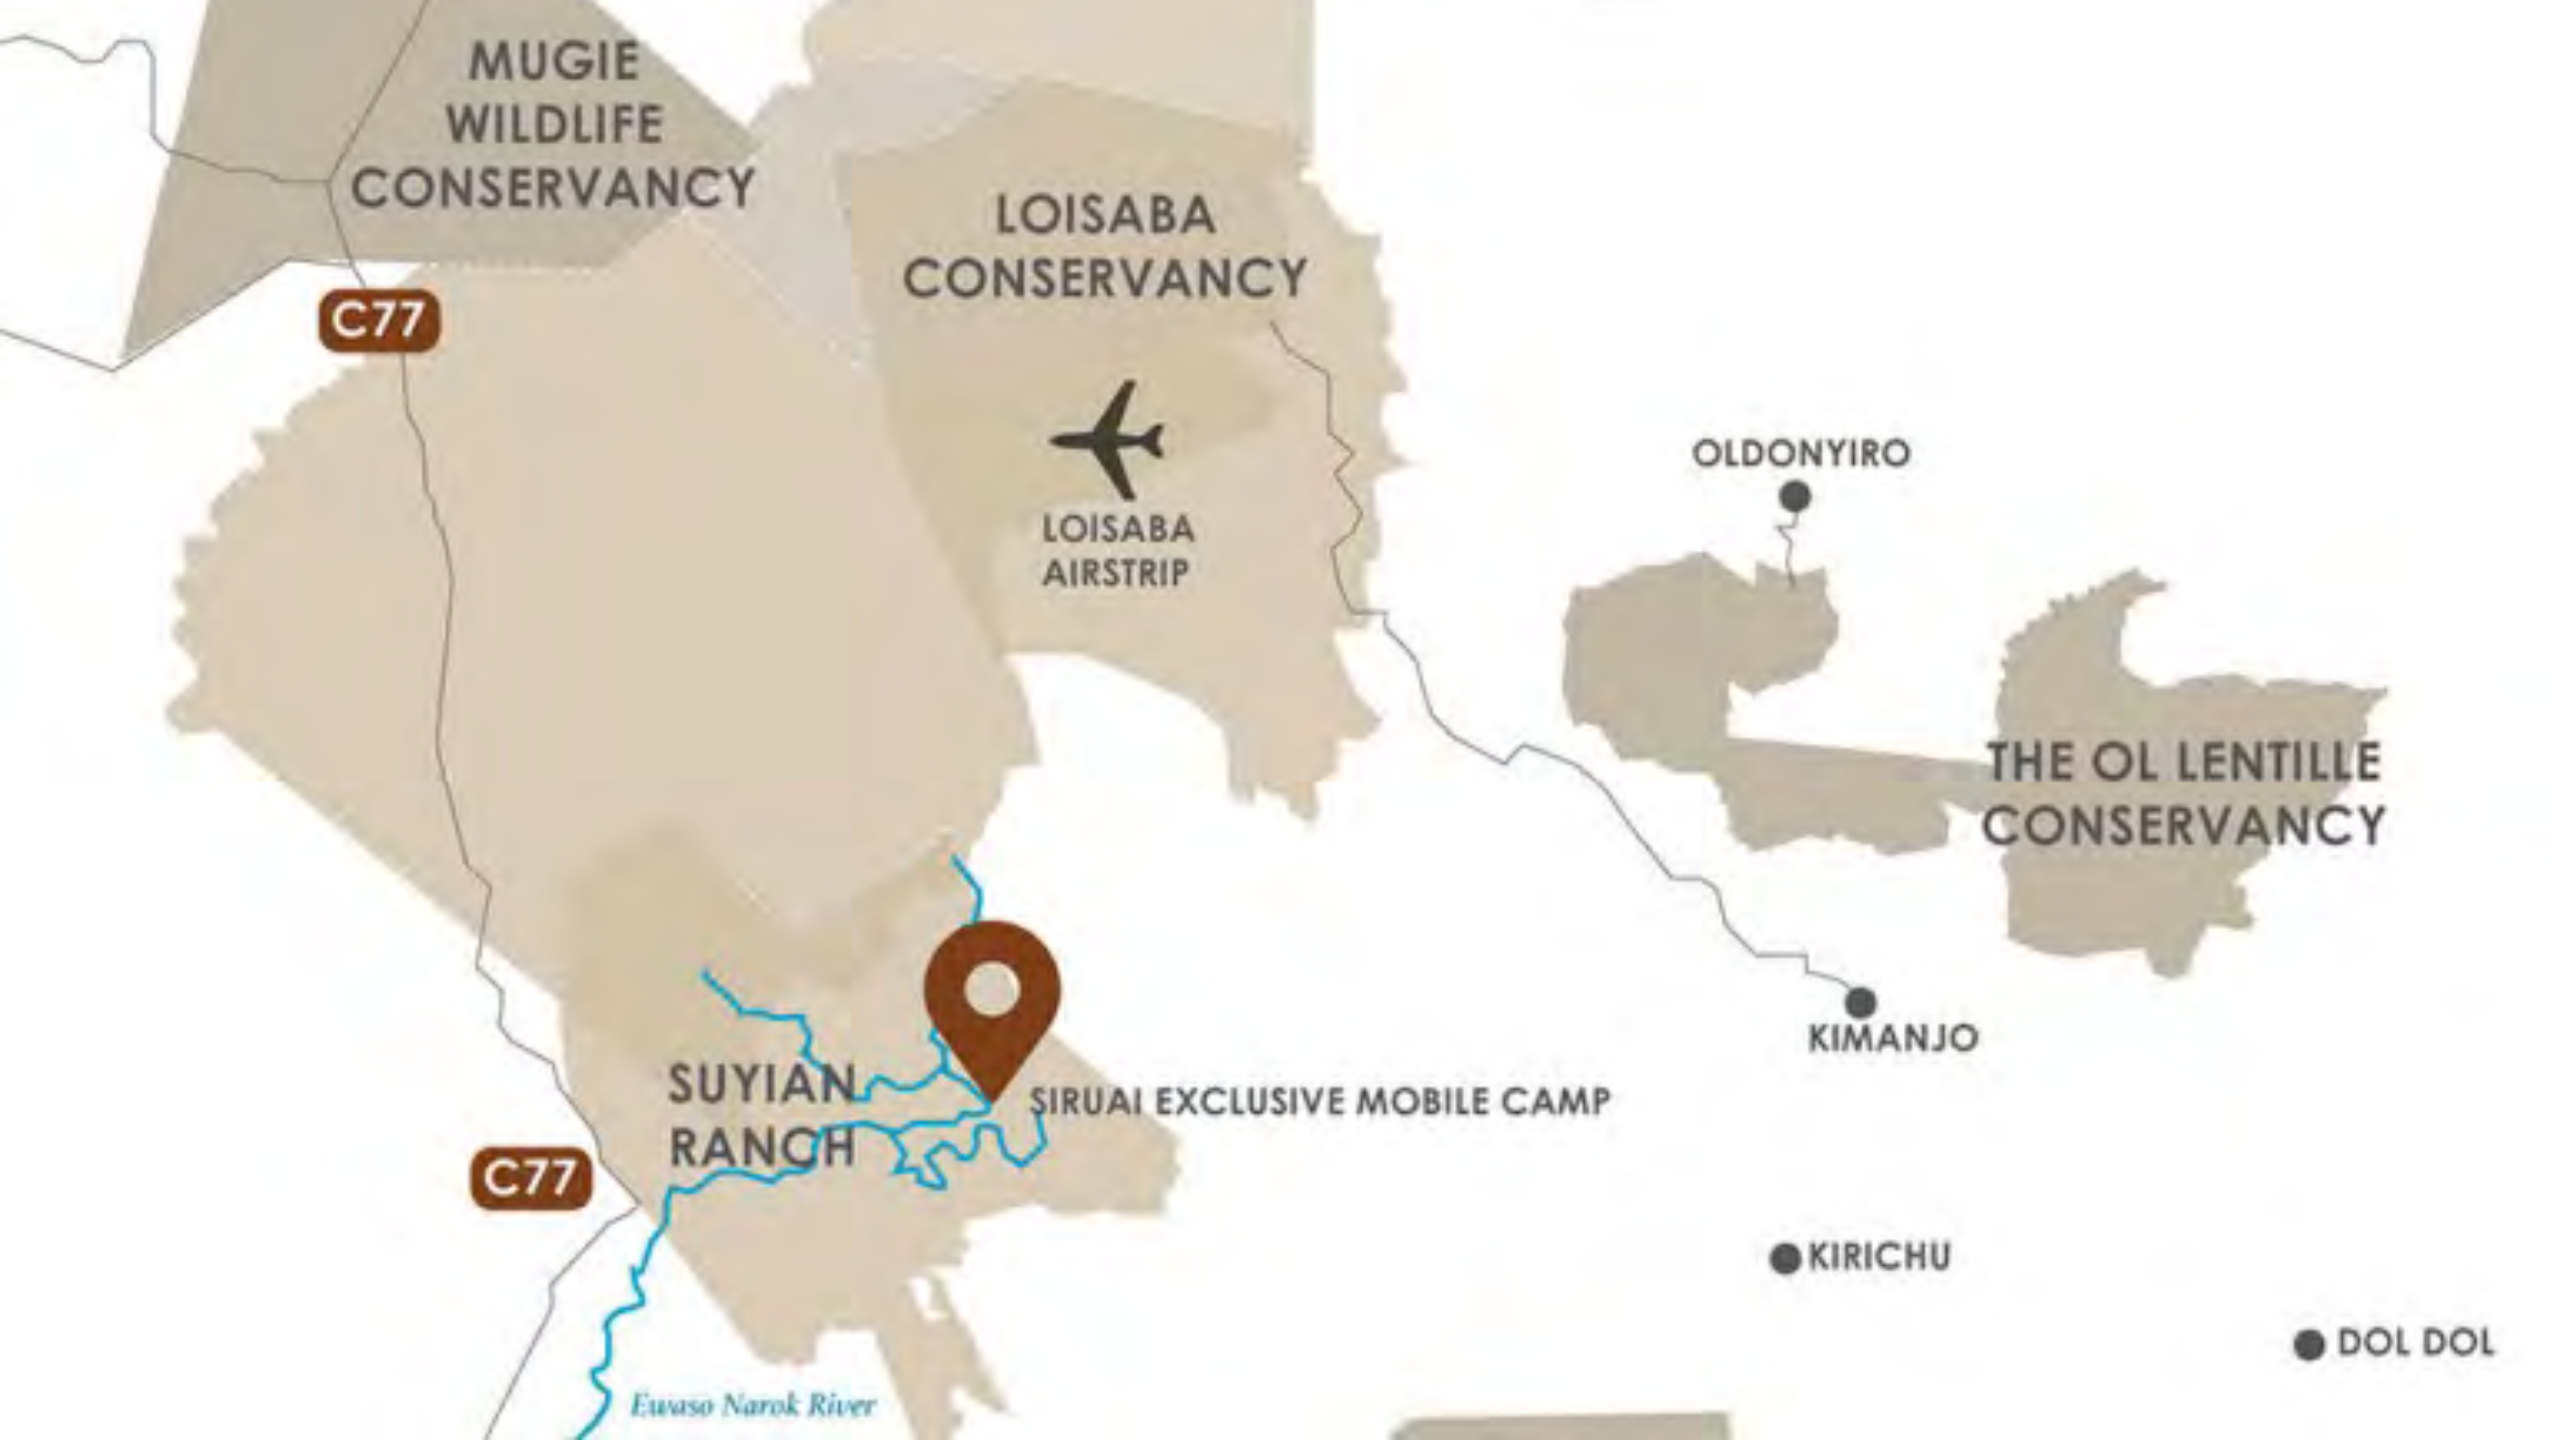 MUGIE
WILDLIFE
CONSERVANCY
LOISABA
CONSERVANCY
C77
LOISABA
AIRSTRIP
OLDONYIRO
THE OL LENTILLE
CONSERVANCY
KIMANJO
SUYIAN
RANCH
SIRUAI EXCLUSIVE MOBILE CAMP
C77
KIRICHU
DOL DOL
Ewaso Narok River